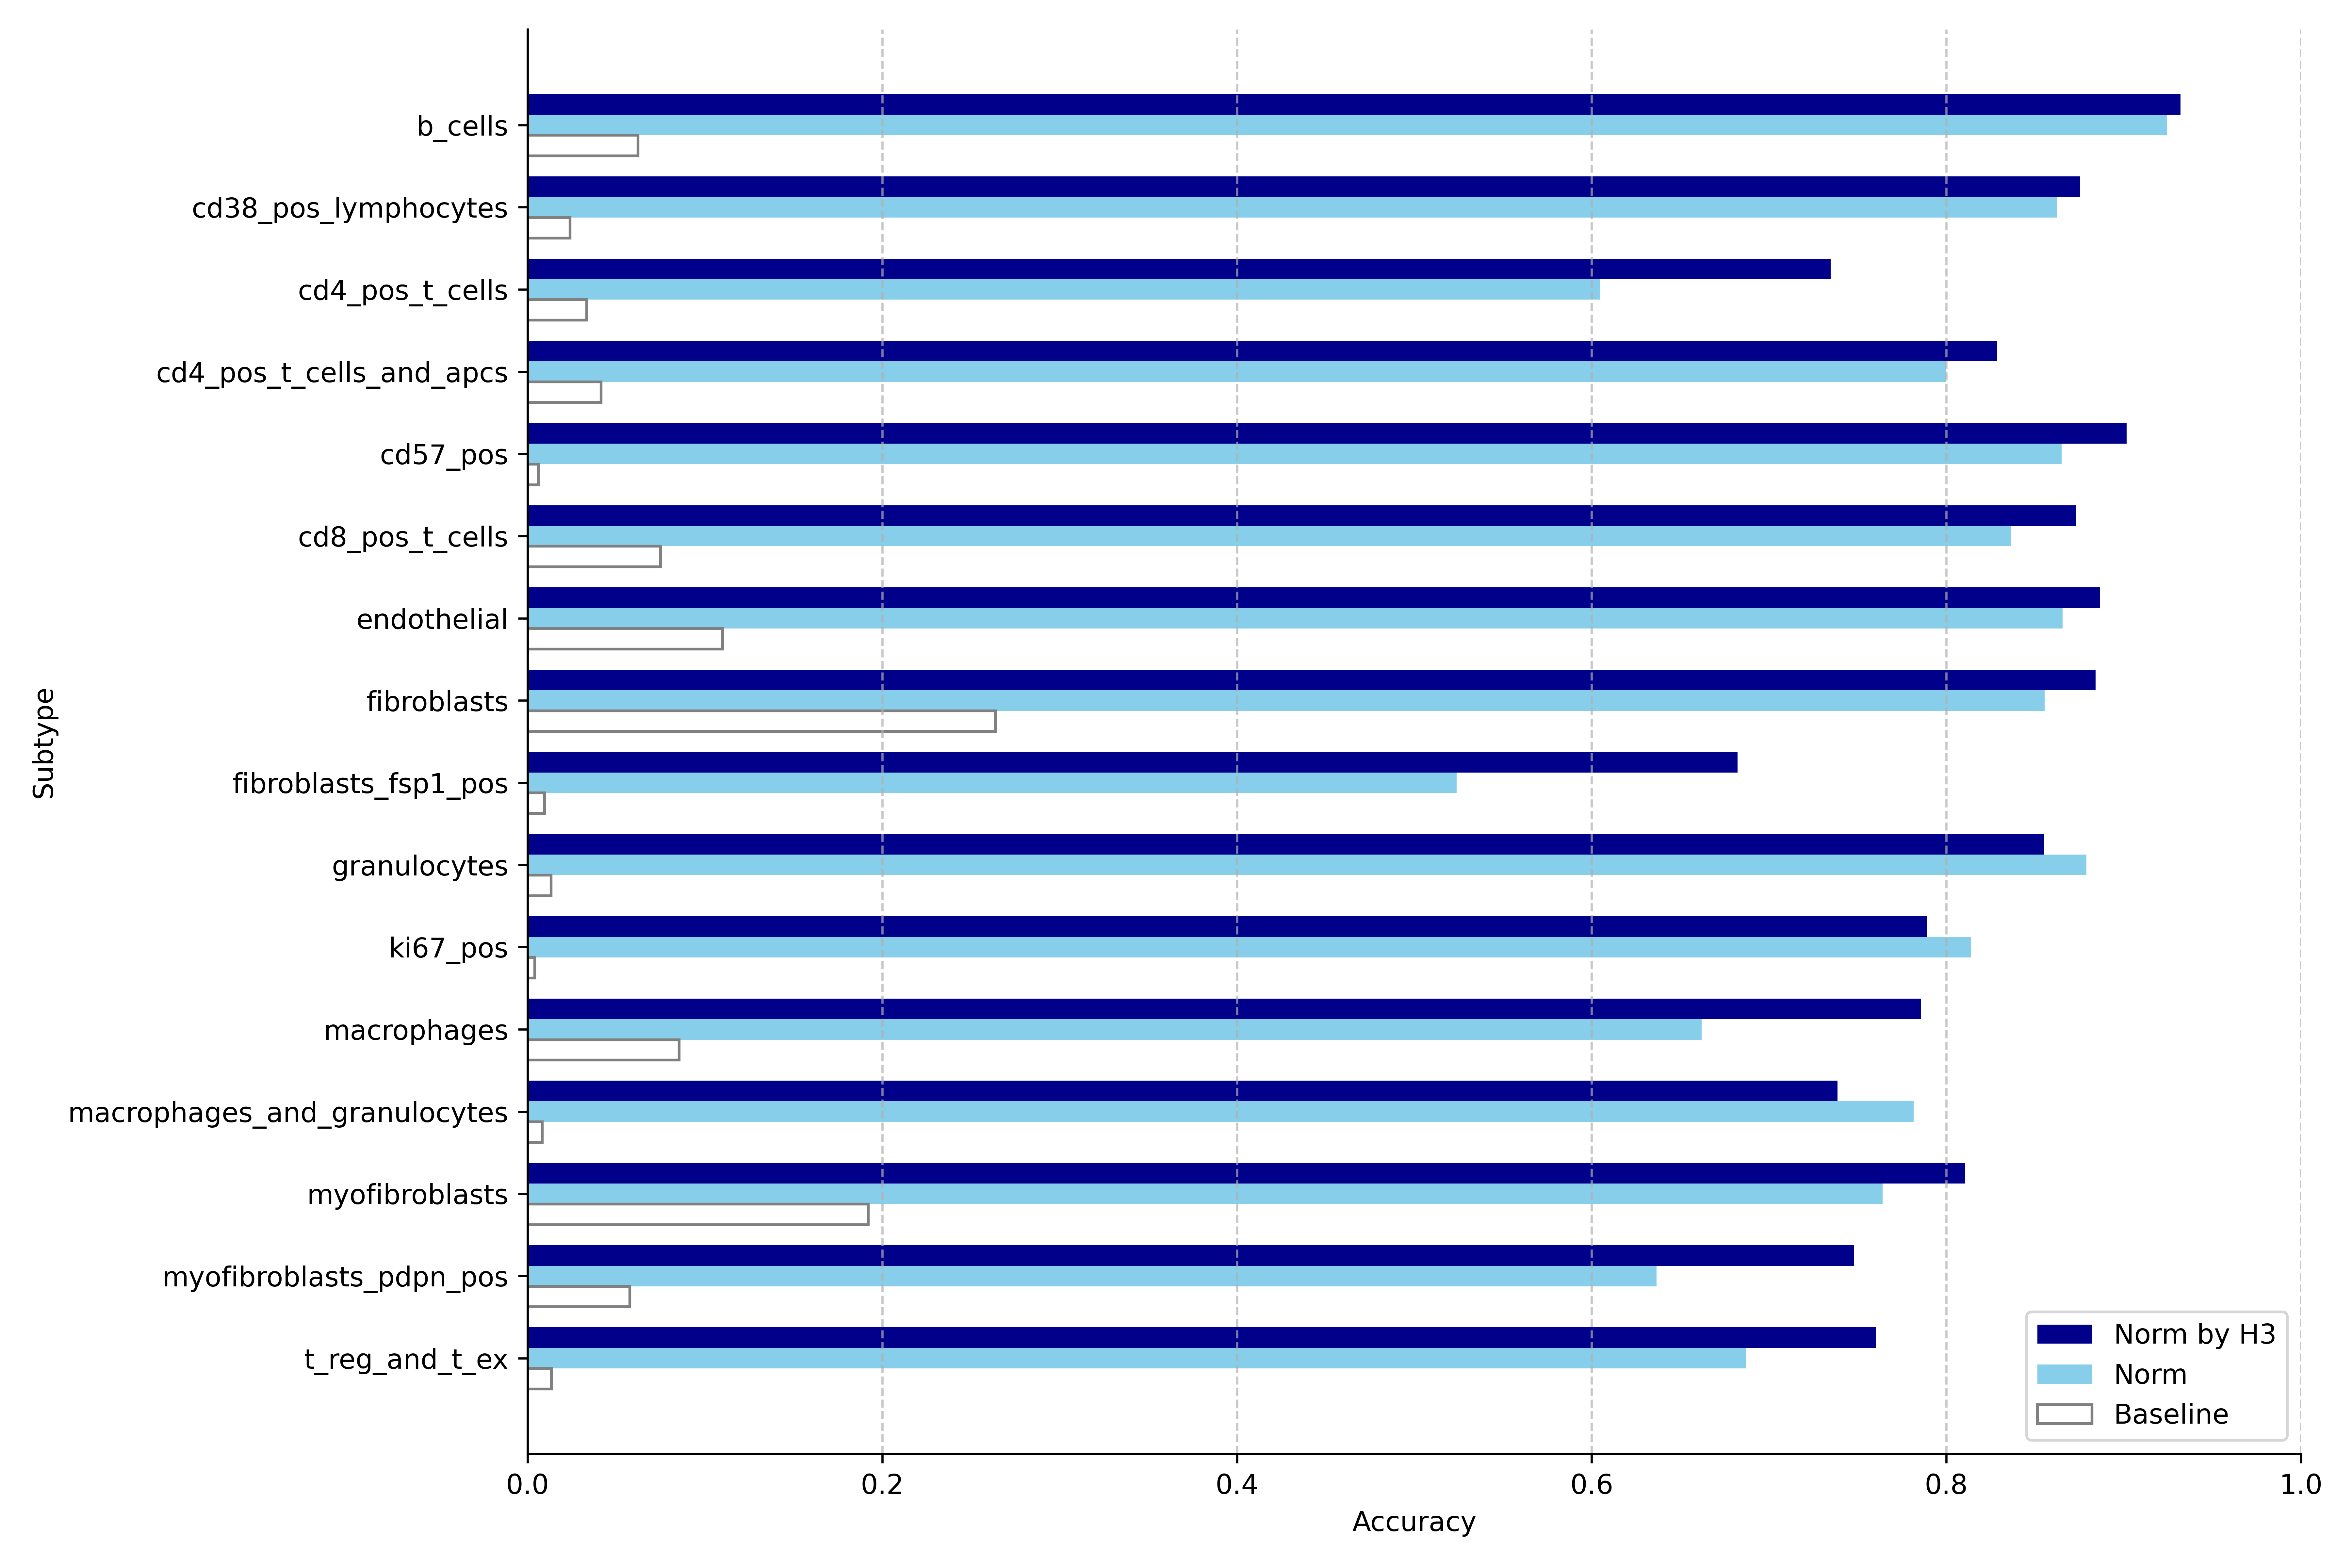 b_cells
cd38_pos_lymphocytes
cd4_pos_t_cells
cd4_pos_t_cells_and_apcs
cd57_pos
cd8_pos_t_cells
endothelial
fibroblasts
fibroblasts_fsp1_pos
granulocytes
ki67_pos
macrophages
macrophages_and_granulocytes
myofibroblasts
myofibroblasts_pdpn_pos
t_reg_and_t_ex
Subtype
0.0 0.2 0.4 0.6 0.8 1.0
Accuracy
Norm by H3
Norm
Baseline